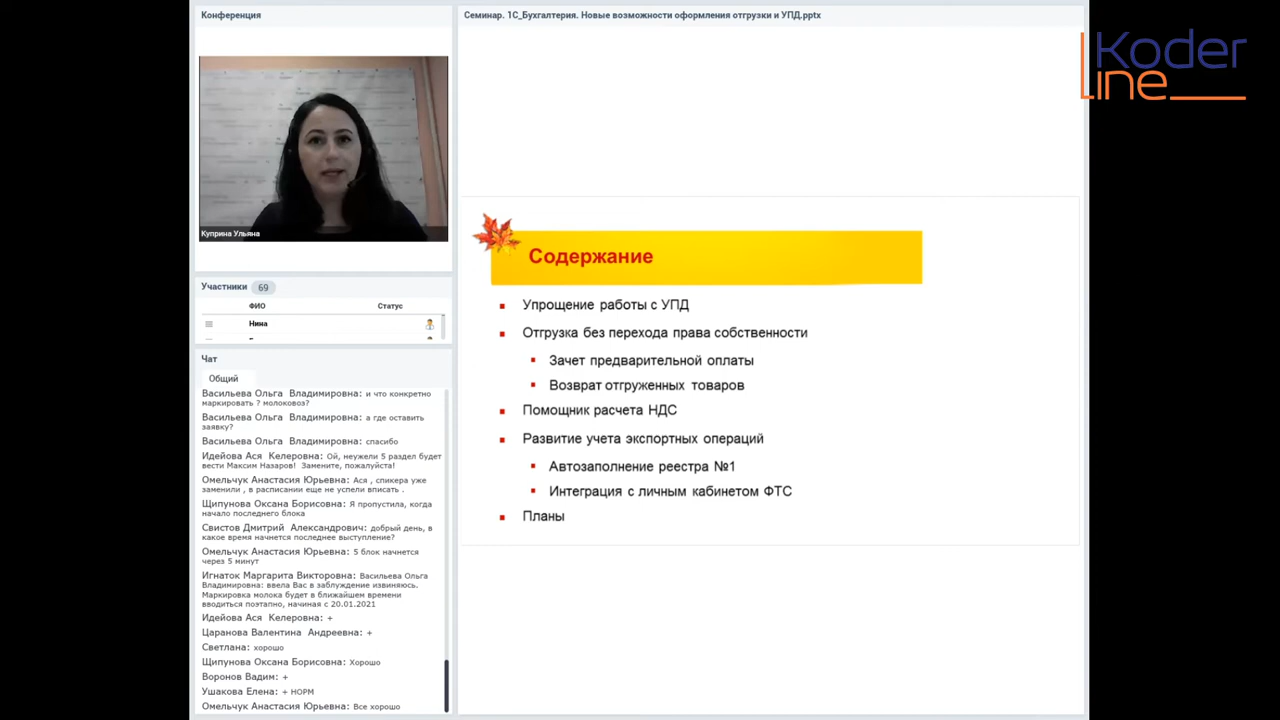 Конференция
Куприна Ульяна
Участники 69
ФИО Статус
Нина
Чат
Общий
Васильева Ольга Владимировна: и что конкретно
маркировать ? молоковоз?
Васильева Ольга Владимировна: а где оставить
заявку?
Васильева Ольга Владимировна: спасибо
Идейова Ася Келеровна: Ой, неужели 5 раздел будет
вести Максим Назаров! Замените, пожалуйста!
Омельчук Анастасия Юрьевна: Ася , спикера уже
заменили , в расписании еще не успели вписать .
Щипунова Оксана Борисовна: Я пропустила, когда
начало последнего блока
Свистов Дмитрий Александрович: добрый день, в
какое время начнется последнее выступление?
Омельчук Анастасия Юрьевна: 5 блок начнется
через 5 минут
Игнаток Маргарита Викторовна: Васильева Ольга
Владимировна: ввела Вас в заблуждение извиняюсь.
Маркировка молока будет в ближайшем времени
вводиться поэтапно, начиная с 20.01.2021
Идейова Ася Келеровна: +
Царанова Валентина Андреевна: +
Светлана: хорошо
Щипунова Оксана Борисовна: Хорошо
Воронов Вадим: +
Ушакова Елена: + НОРМ
Омельчук Анастасия Юрьевна: Все хорошо
Семинар. 1С_Бухгалтерия. Новые возможности оформления отгрузки и УПД.pptx
Содержание
Упрощение работы с УПД
Отгрузка без перехода права собственности
Зачет предварительной оплаты
Возврат отгруженных товаров
Помощник расчета НДС
Развитие учета экспортных операций
Автозаполнение реестра №1
Интеграция с личным кабинетом ФТС
Планы
Koder
Line